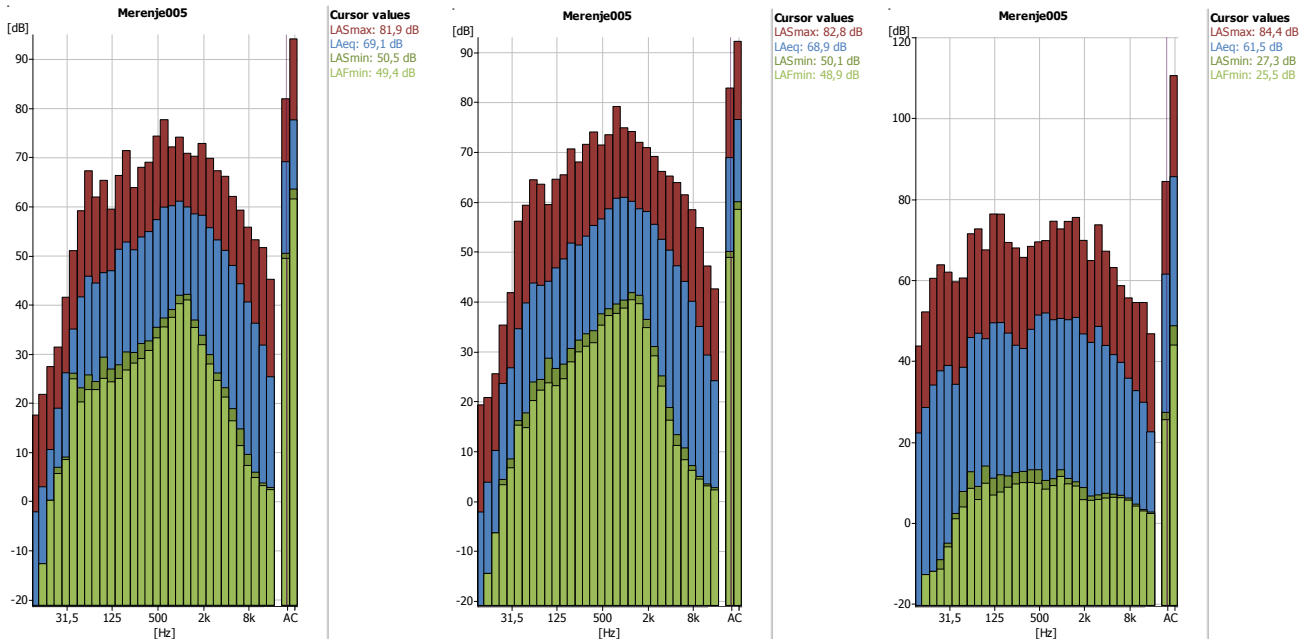 Merenje005
[dB]
90
80
70
60
50
40
30
20
10
0
-10
-20
31,5 125 500 2k 8k AC
[Hz]
Cursor values
LASmax: 81,9 dB
LAeq: 69,1 dB
LASmin: 50,5 dB
LAFmin: 49,4 dB
Merenje005
[dB]
90
80
70
60
50
40
30
20
10
0
-10
-20
31,5 125 500 2k 8k AC
[Hz]
Cursor values
LASmax: 82,8 dB
LAeq: 68,9 dB
LASmin: 50,1 dB
LAFmin: 48,9 dB
Merenje005
[dB]
120
100
80
60
40
20
0
-20
31,5 125 500 2k 8k AC
[Hz]
Cursor values
LASmax: 84,4 dB
LAeq: 61,5 dB
LASmin: 27,3 dB
LAFmin: 25,5 dB